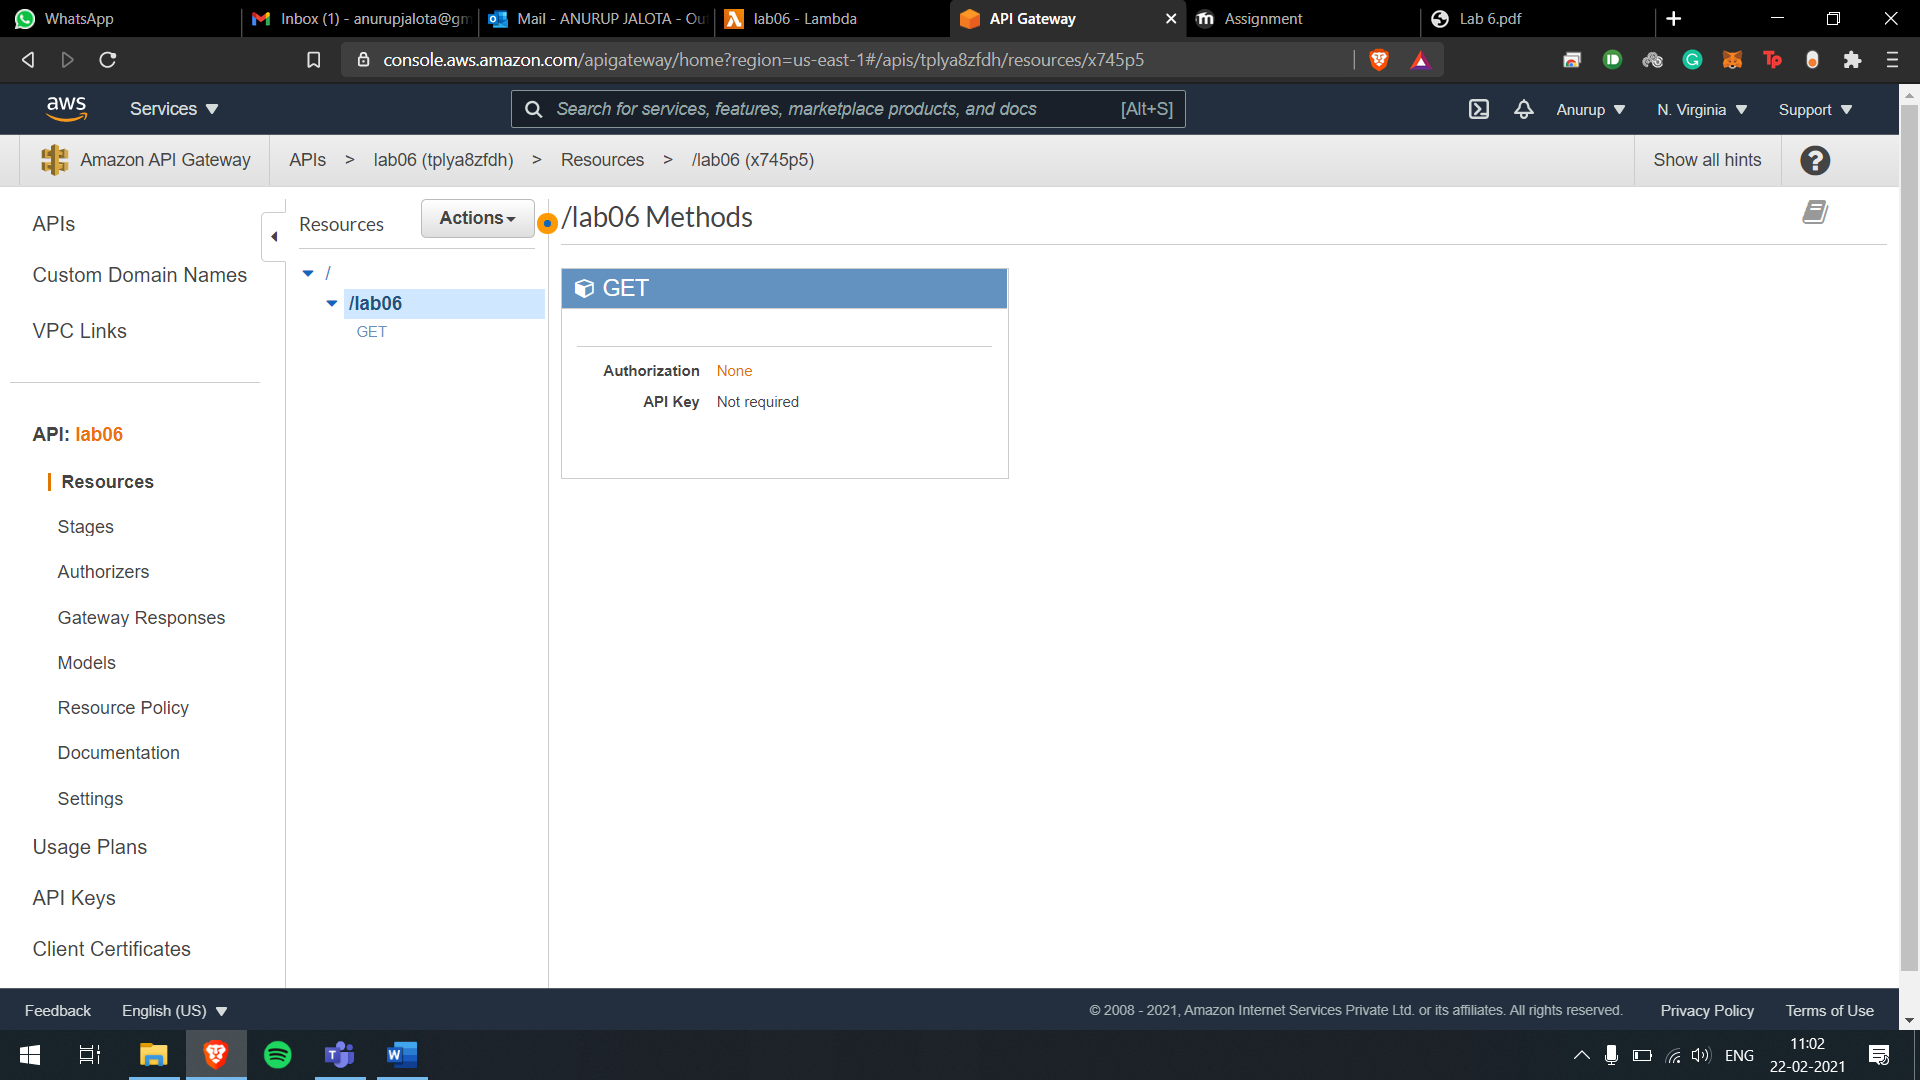 WhatsApp
Inbox (1) - anurupjalota@gm
Mail - ANURUP JALOTA - Ou
lab06 - Lambda
API Gateway
Assignment
Lab 6.pdf
console.aws.amazon.com/apigateway/home?region=us-east-1#/apis/tplya8zfdh/resources/x745p5
aws
Services
Search for services, features, marketplace products, and docs [Alt+S]
Anurup
N. Virginia
Support
Amazon API Gateway
APIs > lab06 (tplya8zfdh) > Resources > /lab06 (x745p5)
Show all hints
?
APIs
Custom Domain Names
VPC Links
API: lab06
Resources
Stages
Authorizers
Gateway Responses
Models
Resource Policy
Documentation
Settings
Usage Plans
API Keys
Client Certificates
Resources
Actions
/
/lab06
GET
/lab06 Methods
GET
Authorization None
API Key Not required
Feedback
English (US)
© 2008 - 2021, Amazon Internet Services Private Ltd. or its affiliates. All rights reserved.
Privacy Policy
Terms of Use
ENG
11:02
22-02-2021